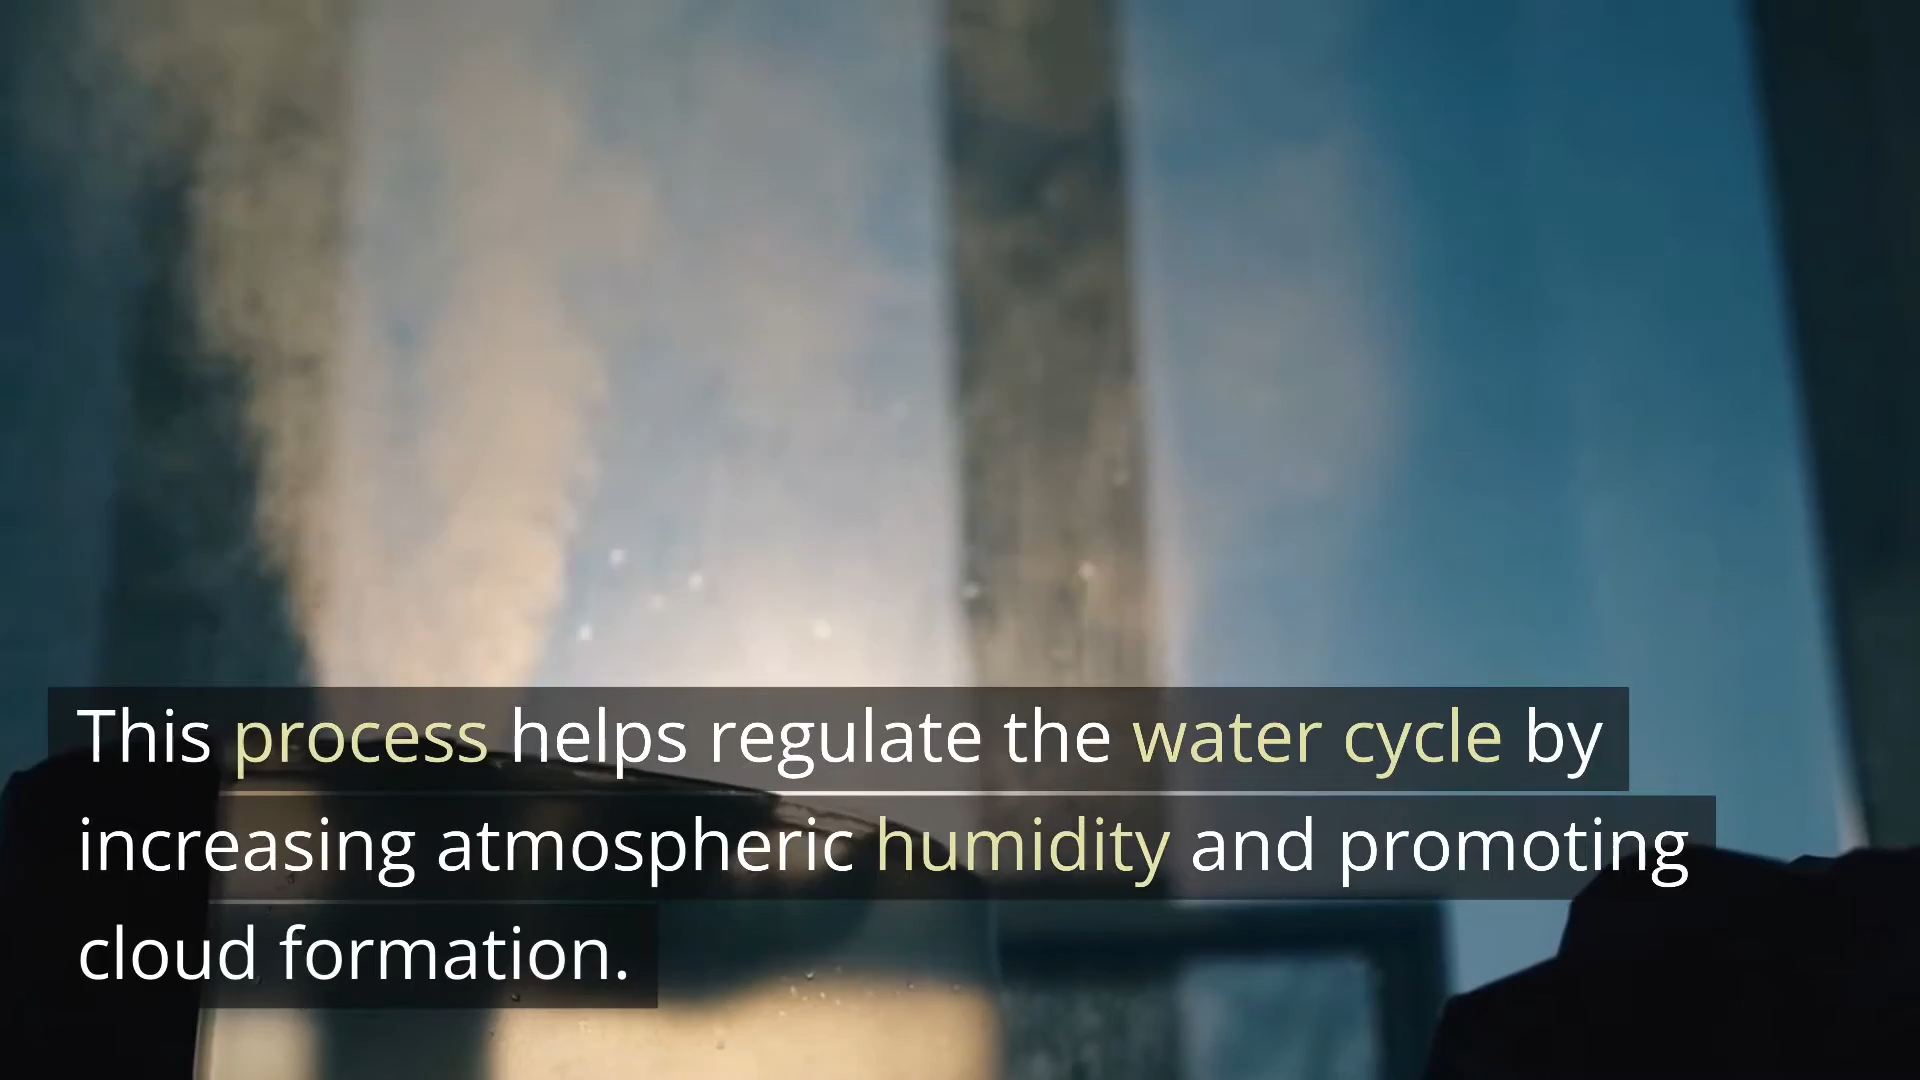 This process helps regulate the water cycle by
increasing atmospheric humidity and promoting
cloud formation.